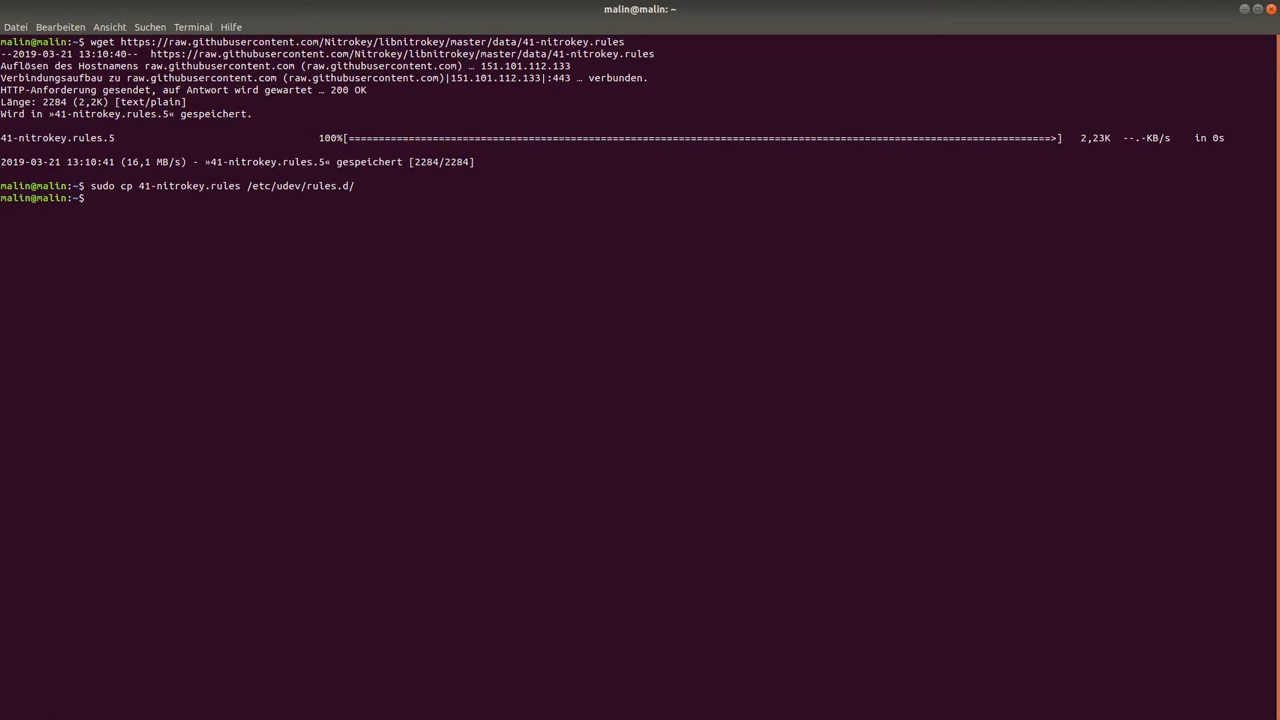 malin@malin: ~
Datei Bearbeiten Ansicht Suchen Terminal Hilfe
malin@malin:~$ wget https://raw.githubusercontent.com/Nitrokey/libnitrokey/master/data/41-nitrokey.rules
--2019-03-21 13:10:40--  https://raw.githubusercontent.com/Nitrokey/libnitrokey/master/data/41-nitrokey.rules
Auflösen des Hostnamens raw.githubusercontent.com (raw.githubusercontent.com) … 151.101.112.133
Verbindungsaufbau zu raw.githubusercontent.com (raw.githubusercontent.com)|151.101.112.133|:443 … verbunden.
HTTP-Anforderung gesendet, auf Antwort wird gewartet … 200 OK
Länge: 2284 (2,2K) [text/plain]
Wird in »41-nitrokey.rules.5« gespeichert.
41-nitrokey.rules.5 100%[=====================================================================================================================>] 2,23K --.-KB/s in 0s
2019-03-21 13:10:41 (16,1 MB/s) - »41-nitrokey.rules.5« gespeichert [2284/2284]
malin@malin:~$ sudo cp 41-nitrokey.rules /etc/udev/rules.d/
malin@malin:~$